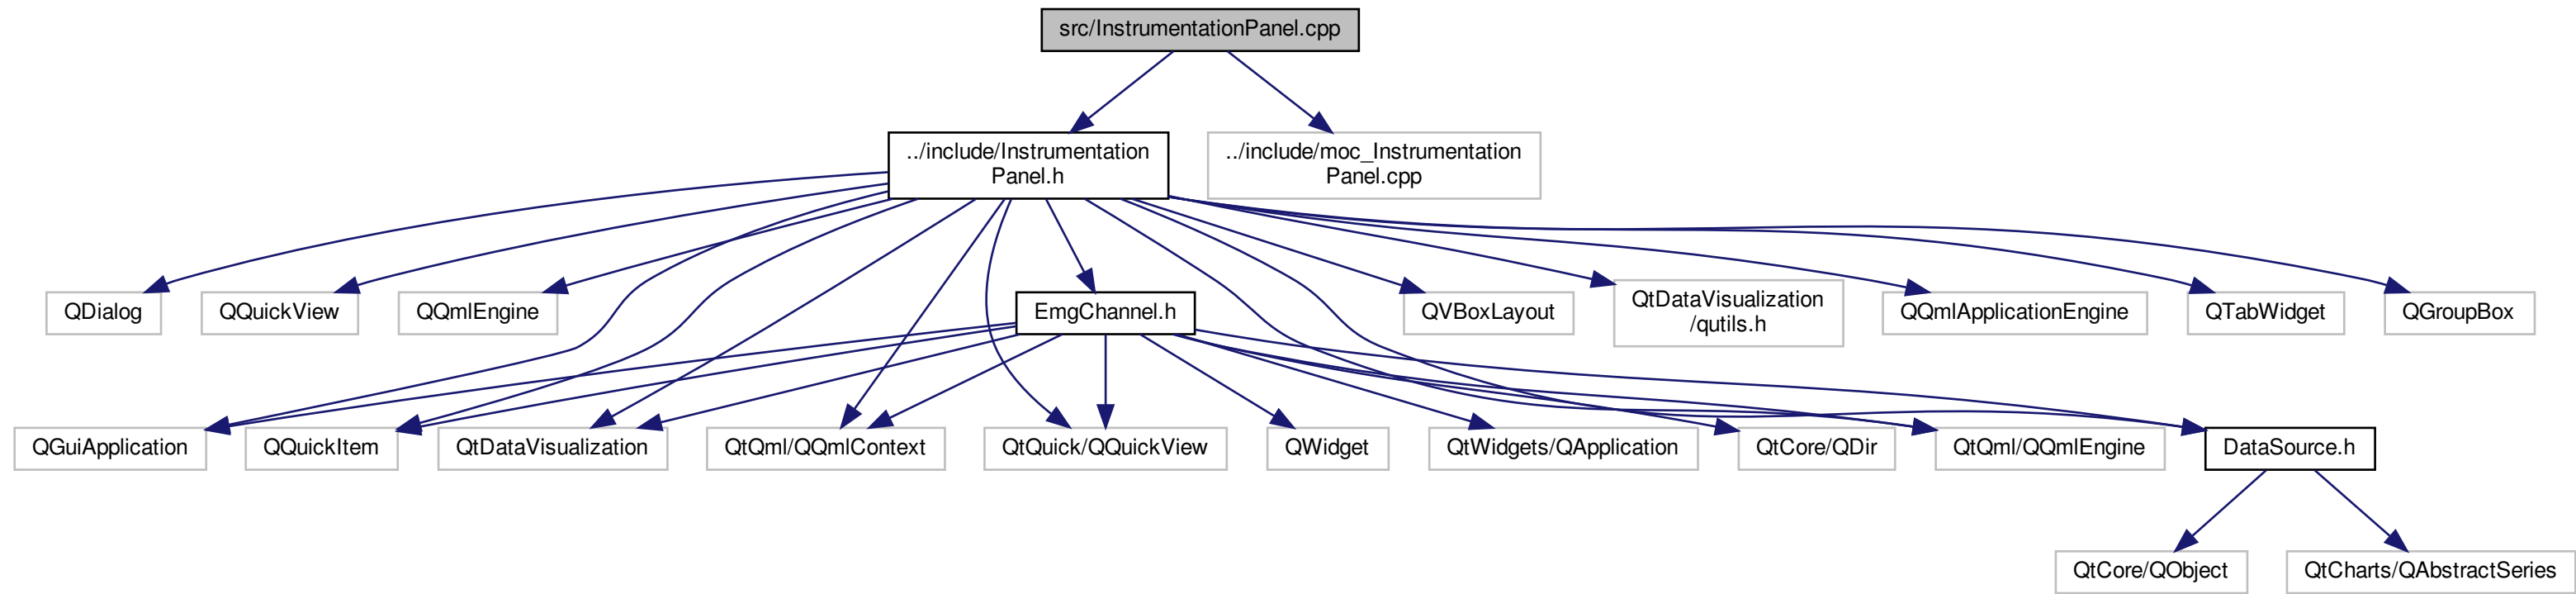 src/InstrumentationPanel.cpp
../include/Instrumentation
Panel.h
../include/moc_Instrumentation
Panel.cpp
QDialog
QQuickView
QQmlEngine
EmgChannel.h
QVBoxLayout
QtDataVisualization
/qutils.h
QQmlApplicationEngine
QTabWidget
QGroupBox
QGuiApplication
QQuickItem
QtDataVisualization
QtQml/QQmlContext
QtQuick/QQuickView
QWidget
QtWidgets/QApplication
QtCore/QDir
QtQml/QQmlEngine
DataSource.h
QtCore/QObject
QtCharts/QAbstractSeries